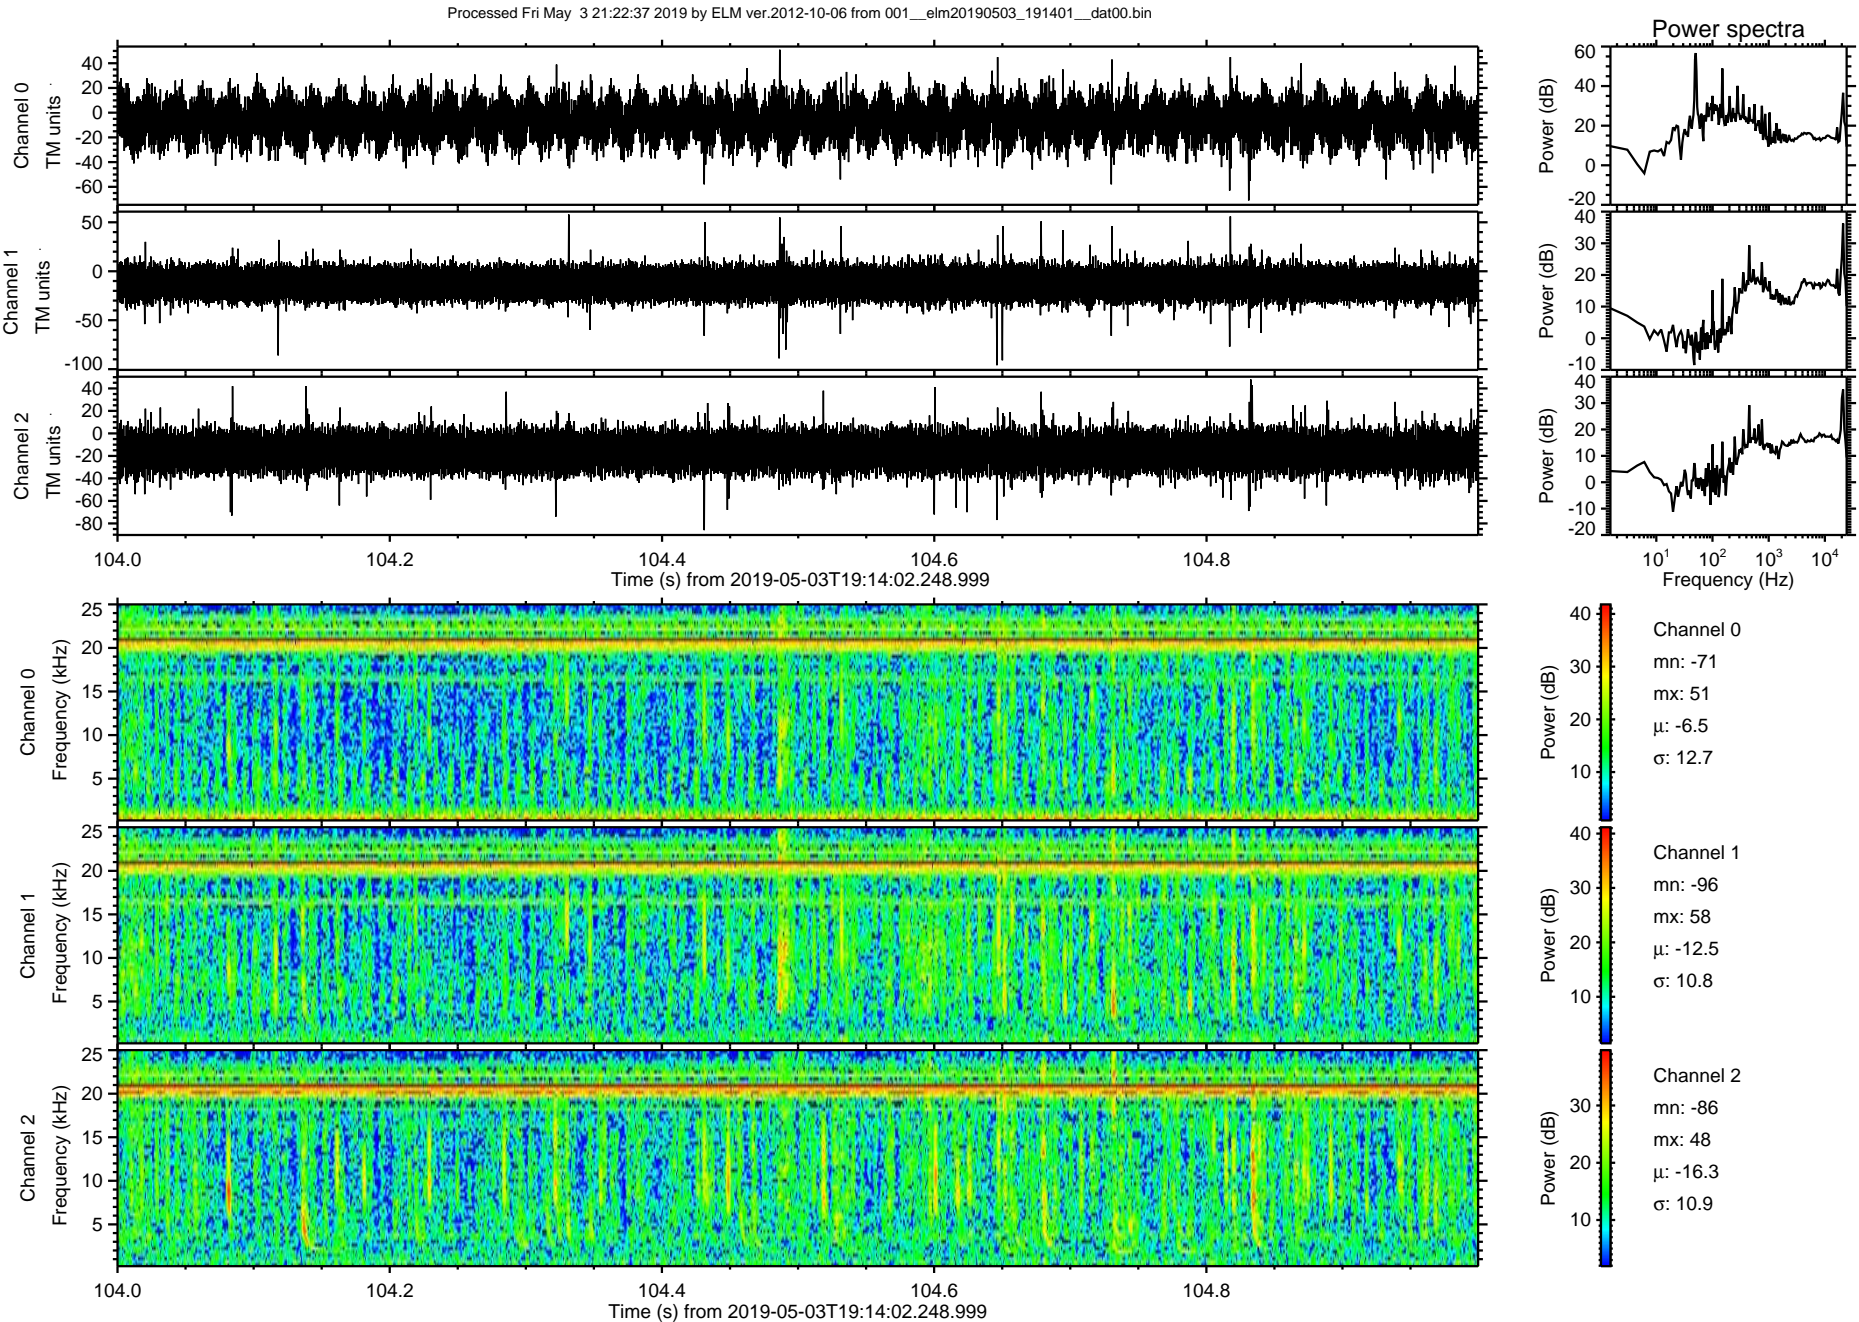 Processed Fri May  3 21:22:37 2019 by ELM ver.2012-10-06 from 001__elm20190503_191401__dat00.bin
Power spectra
Channel 0
TM units
40
20
0
-20
-40
-60
Power (dB)
60
40
20
0
-20
Channel 1
TM units
50
0
-50
-100
Power (dB)
40
30
20
10
0
-10
Channel 2
TM units
40
20
0
-20
-40
-60
-80
Power (dB)
40
30
20
10
0
-10
-20
104.0 104.2 104.4 104.6 104.8
Time (s) from 2019-05-03T19:14:02.248.999
10^1 10^2 10^3 10^4
Frequency (Hz)
Channel 0
Frequency (kHz)
25
20
15
10
5
Power (dB)
40
30
20
10
Channel 0
mn: -71
mx: 51
μ: -6.5
σ: 12.7
Channel 1
Frequency (kHz)
25
20
15
10
5
Power (dB)
40
30
20
10
Channel 1
mn: -96
mx: 58
μ: -12.5
σ: 10.8
Channel 2
Frequency (kHz)
25
20
15
10
5
Power (dB)
30
20
10
Channel 2
mn: -86
mx: 48
μ: -16.3
σ: 10.9
104.0 104.2 104.4 104.6 104.8
Time (s) from 2019-05-03T19:14:02.248.999